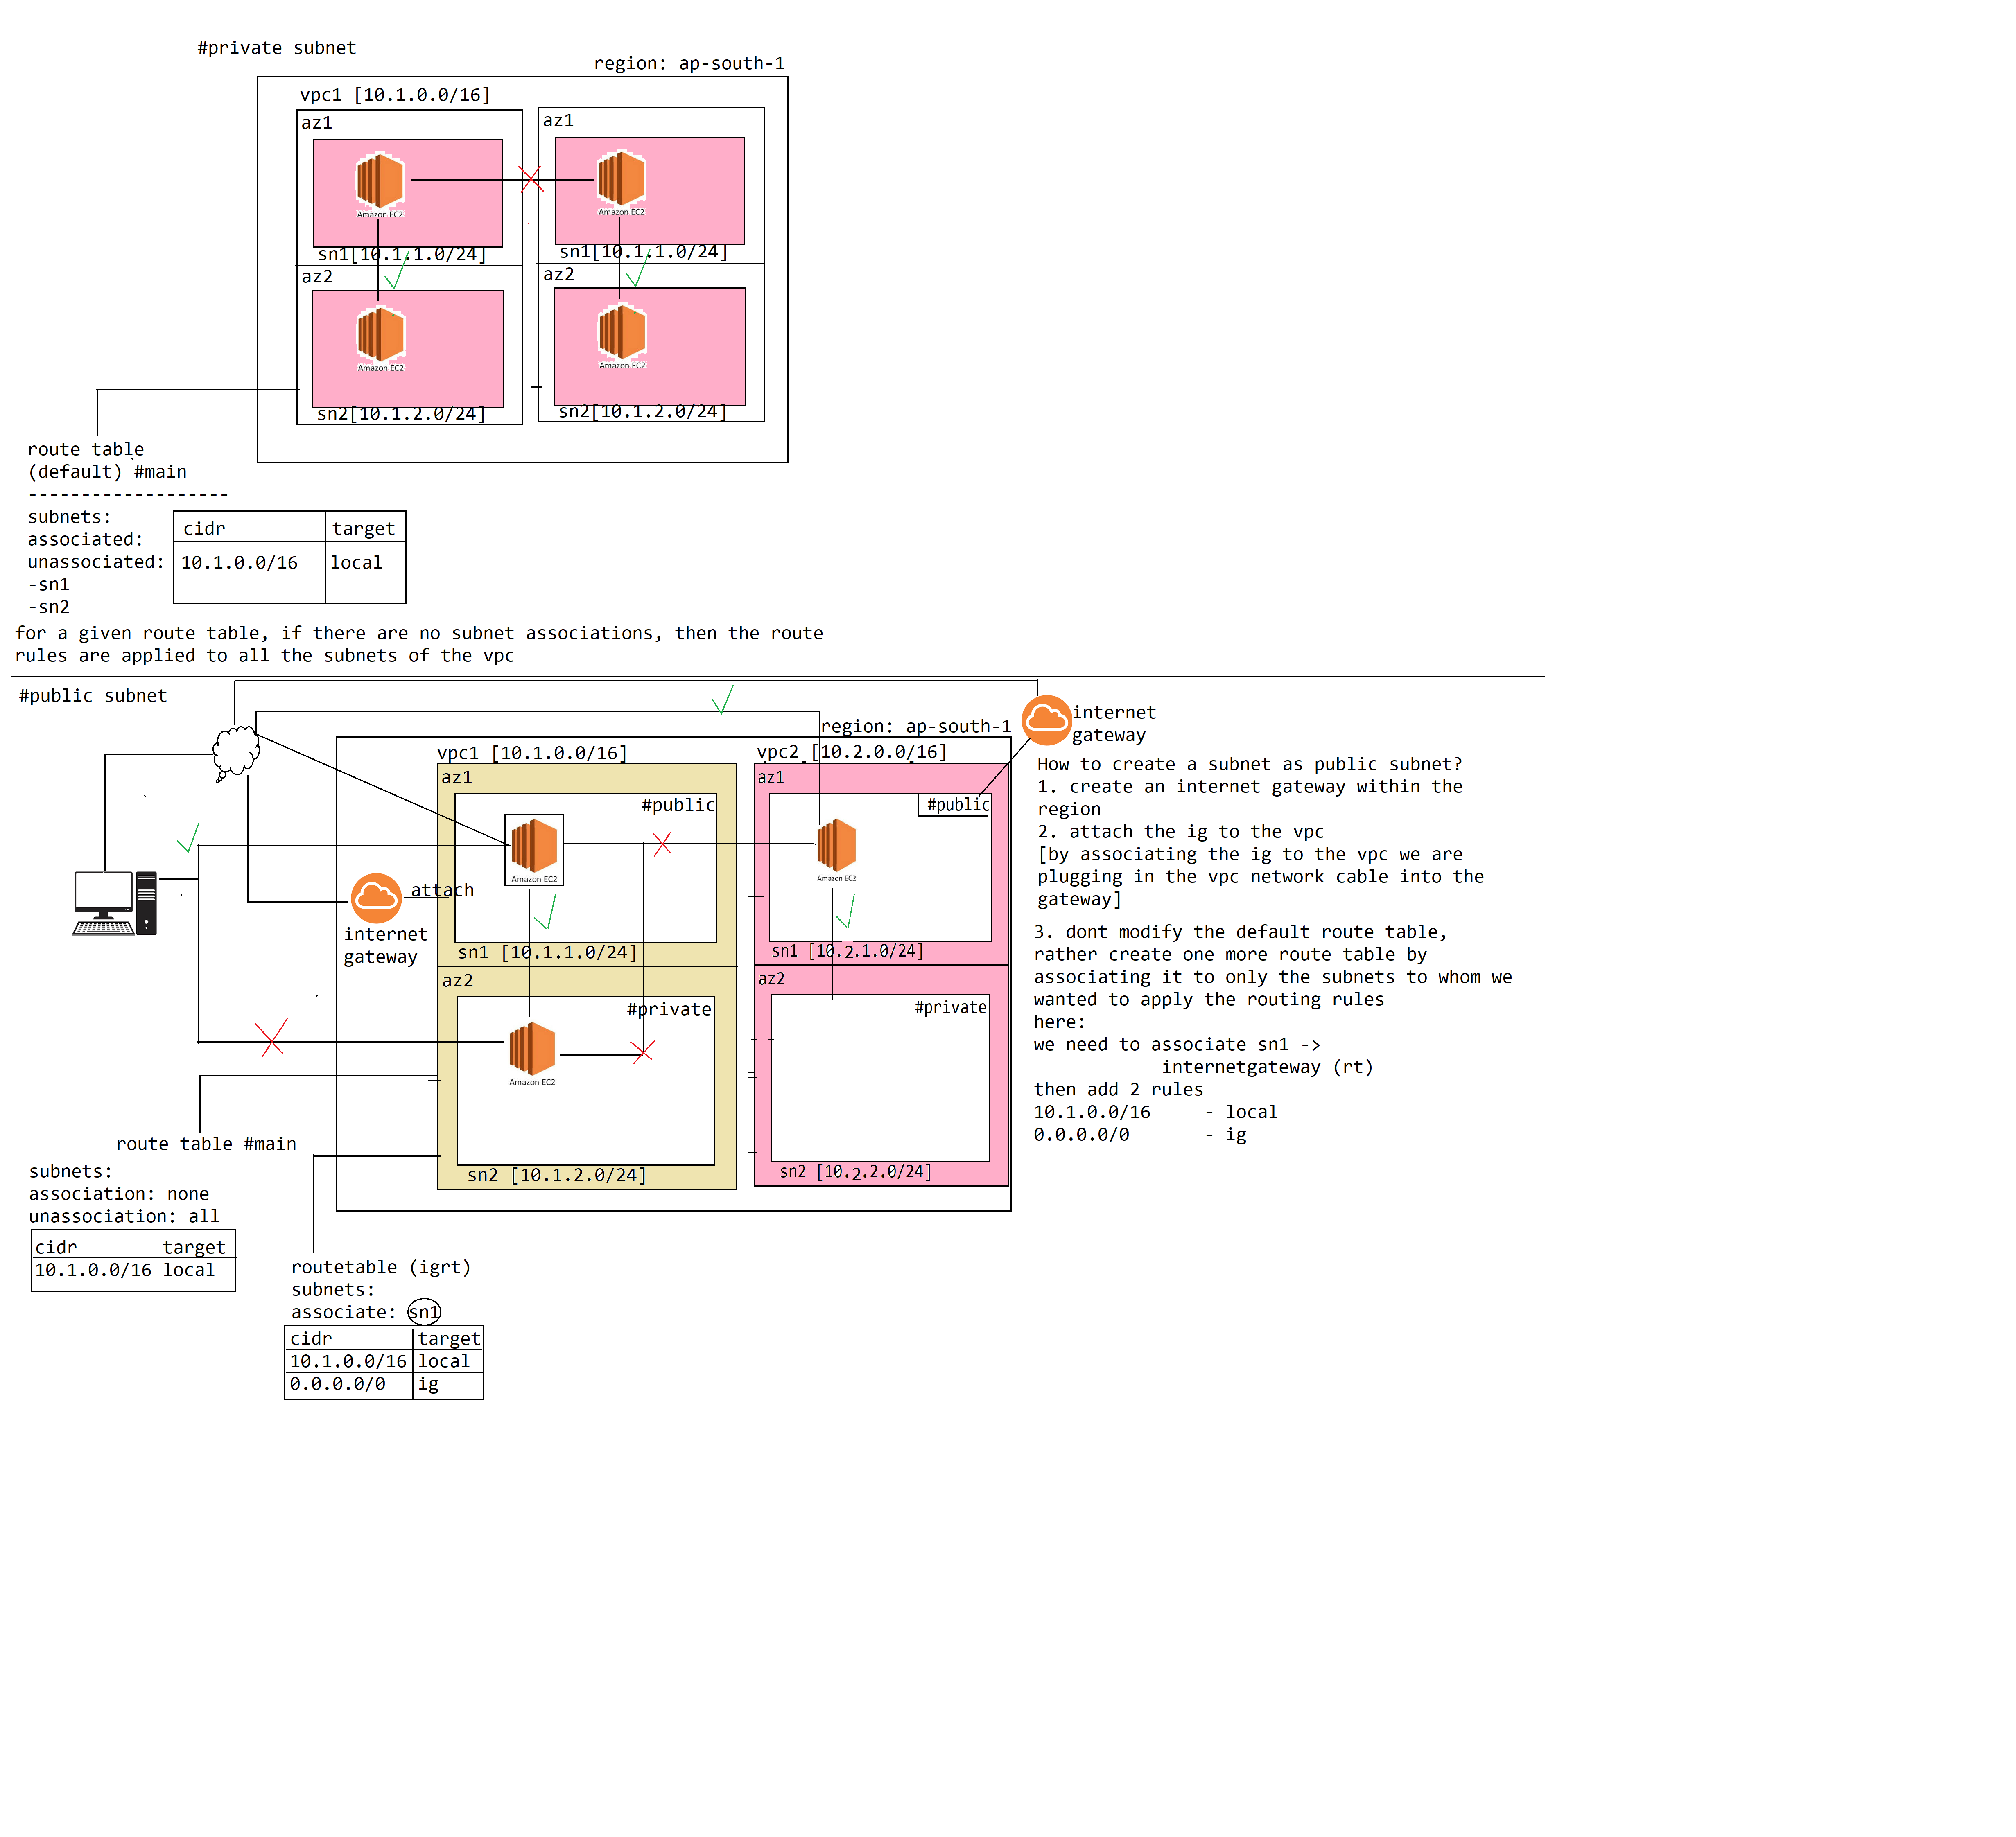 #private subnet
region: ap-south-1
vpc1 [10.1.0.0/16]
az1
Amazon EC2
sn1[10.1.1.0/24]
az2
Amazon EC2
sn2[10.1.2.0/24]
az1
Amazon EC2
sn1[10.1.1.0/24]
az2
Amazon EC2
sn2[10.1.2.0/24]
route table
(default) #main
-------------------
subnets:
associated:
unassociated:
-sn1
-sn2
cidr target
10.1.0.0/16 local
for a given route table, if there are no subnet associations, then the route
rules are applied to all the subnets of the vpc
#public subnet
region: ap-south-1
internet
gateway
vpc1 [10.1.0.0/16]
az1
#public
Amazon EC2
attach
internet
gateway
sn1 [10.1.1.0/24]
az2
#private
Amazon EC2
sn2 [10.1.2.0/24]
vpc2 [10.2.0.0/16]
az1
#public
Amazon EC2
sn1 [10.2.1.0/24]
az2
#private
sn2 [10.2.2.0/24]
How to create a subnet as public subnet?
1. create an internet gateway within the
region
2. attach the ig to the vpc
[by associating the ig to the vpc we are
plugging in the vpc network cable into the
gateway]
3. dont modify the default route table,
rather create one more route table by
associating it to only the subnets to whom we
wanted to apply the routing rules
here:
we need to associate sn1 ->
internetgateway (rt)
then add 2 rules
10.1.0.0/16 - local
0.0.0.0/0 - ig
route table #main
subnets:
association: none
unassociation: all
cidr target
10.1.0.0/16 local
routetable (igrt)
subnets:
associate: sn1
cidr target
10.1.0.0/16 local
0.0.0.0/0 ig